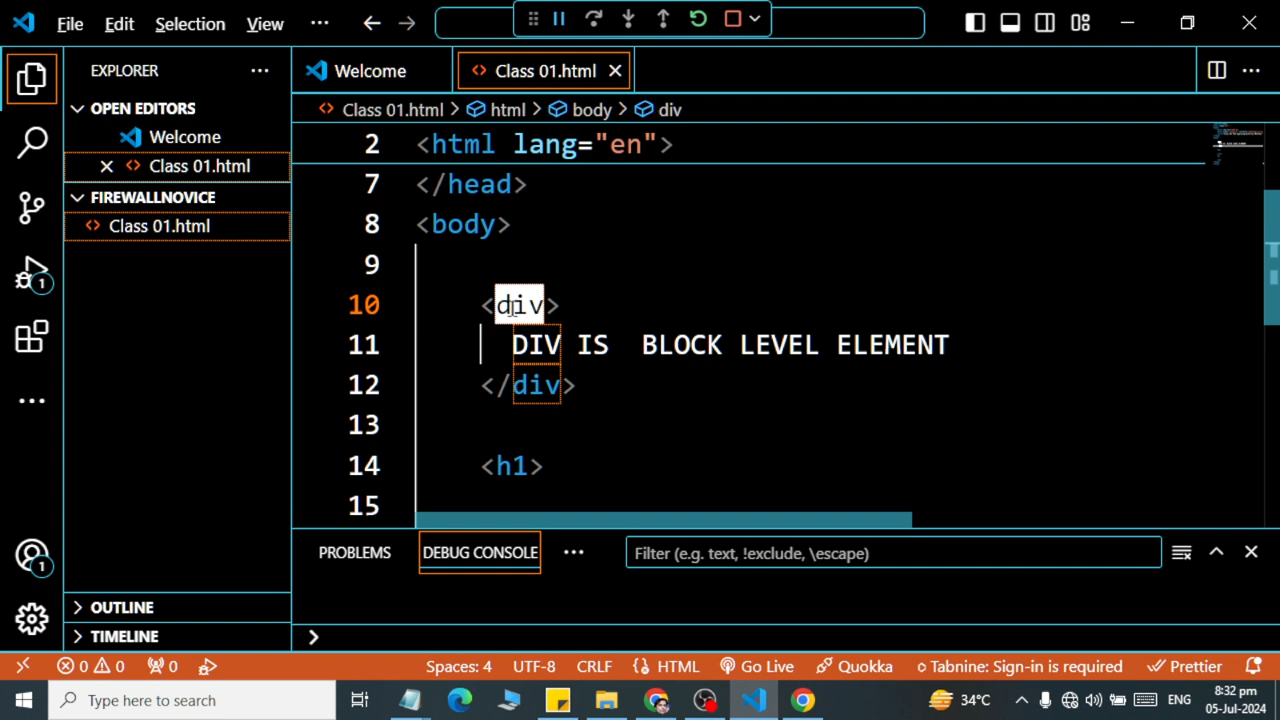 File Edit Selection View ···
EXPLORER ···
OPEN EDITORS
Welcome
Class 01.html
FIREWALLNOVICE
Class 01.html
OUTLINE
TIMELINE
1
1
Welcome
Class 01.html
Class 01.html > html > body > div
2 <html lang="en">
7 </head>
8 <body>
9
10 <div>
11 DIV IS  BLOCK LEVEL ELEMENT
12 </div>
13
14 <h1>
15
PROBLEMS DEBUG CONSOLE ··· Filter (e.g. text, !exclude, \escape)
0 0 0 Spaces: 4 UTF-8 CRLF HTML Go Live Quokka Tabnine: Sign-in is required Prettier
Type here to search 34°C ENG 8:32 pm
05-Jul-2024